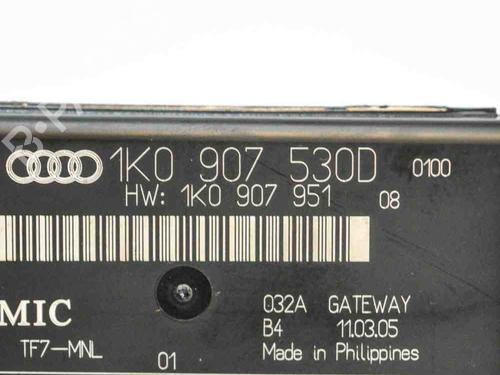 1K0 907 530D 0100
HW: 1K0 907 951 08
MIC
032A GATEWAY
B4 11.03.05
TF7-MNL 01
Made in Philippines